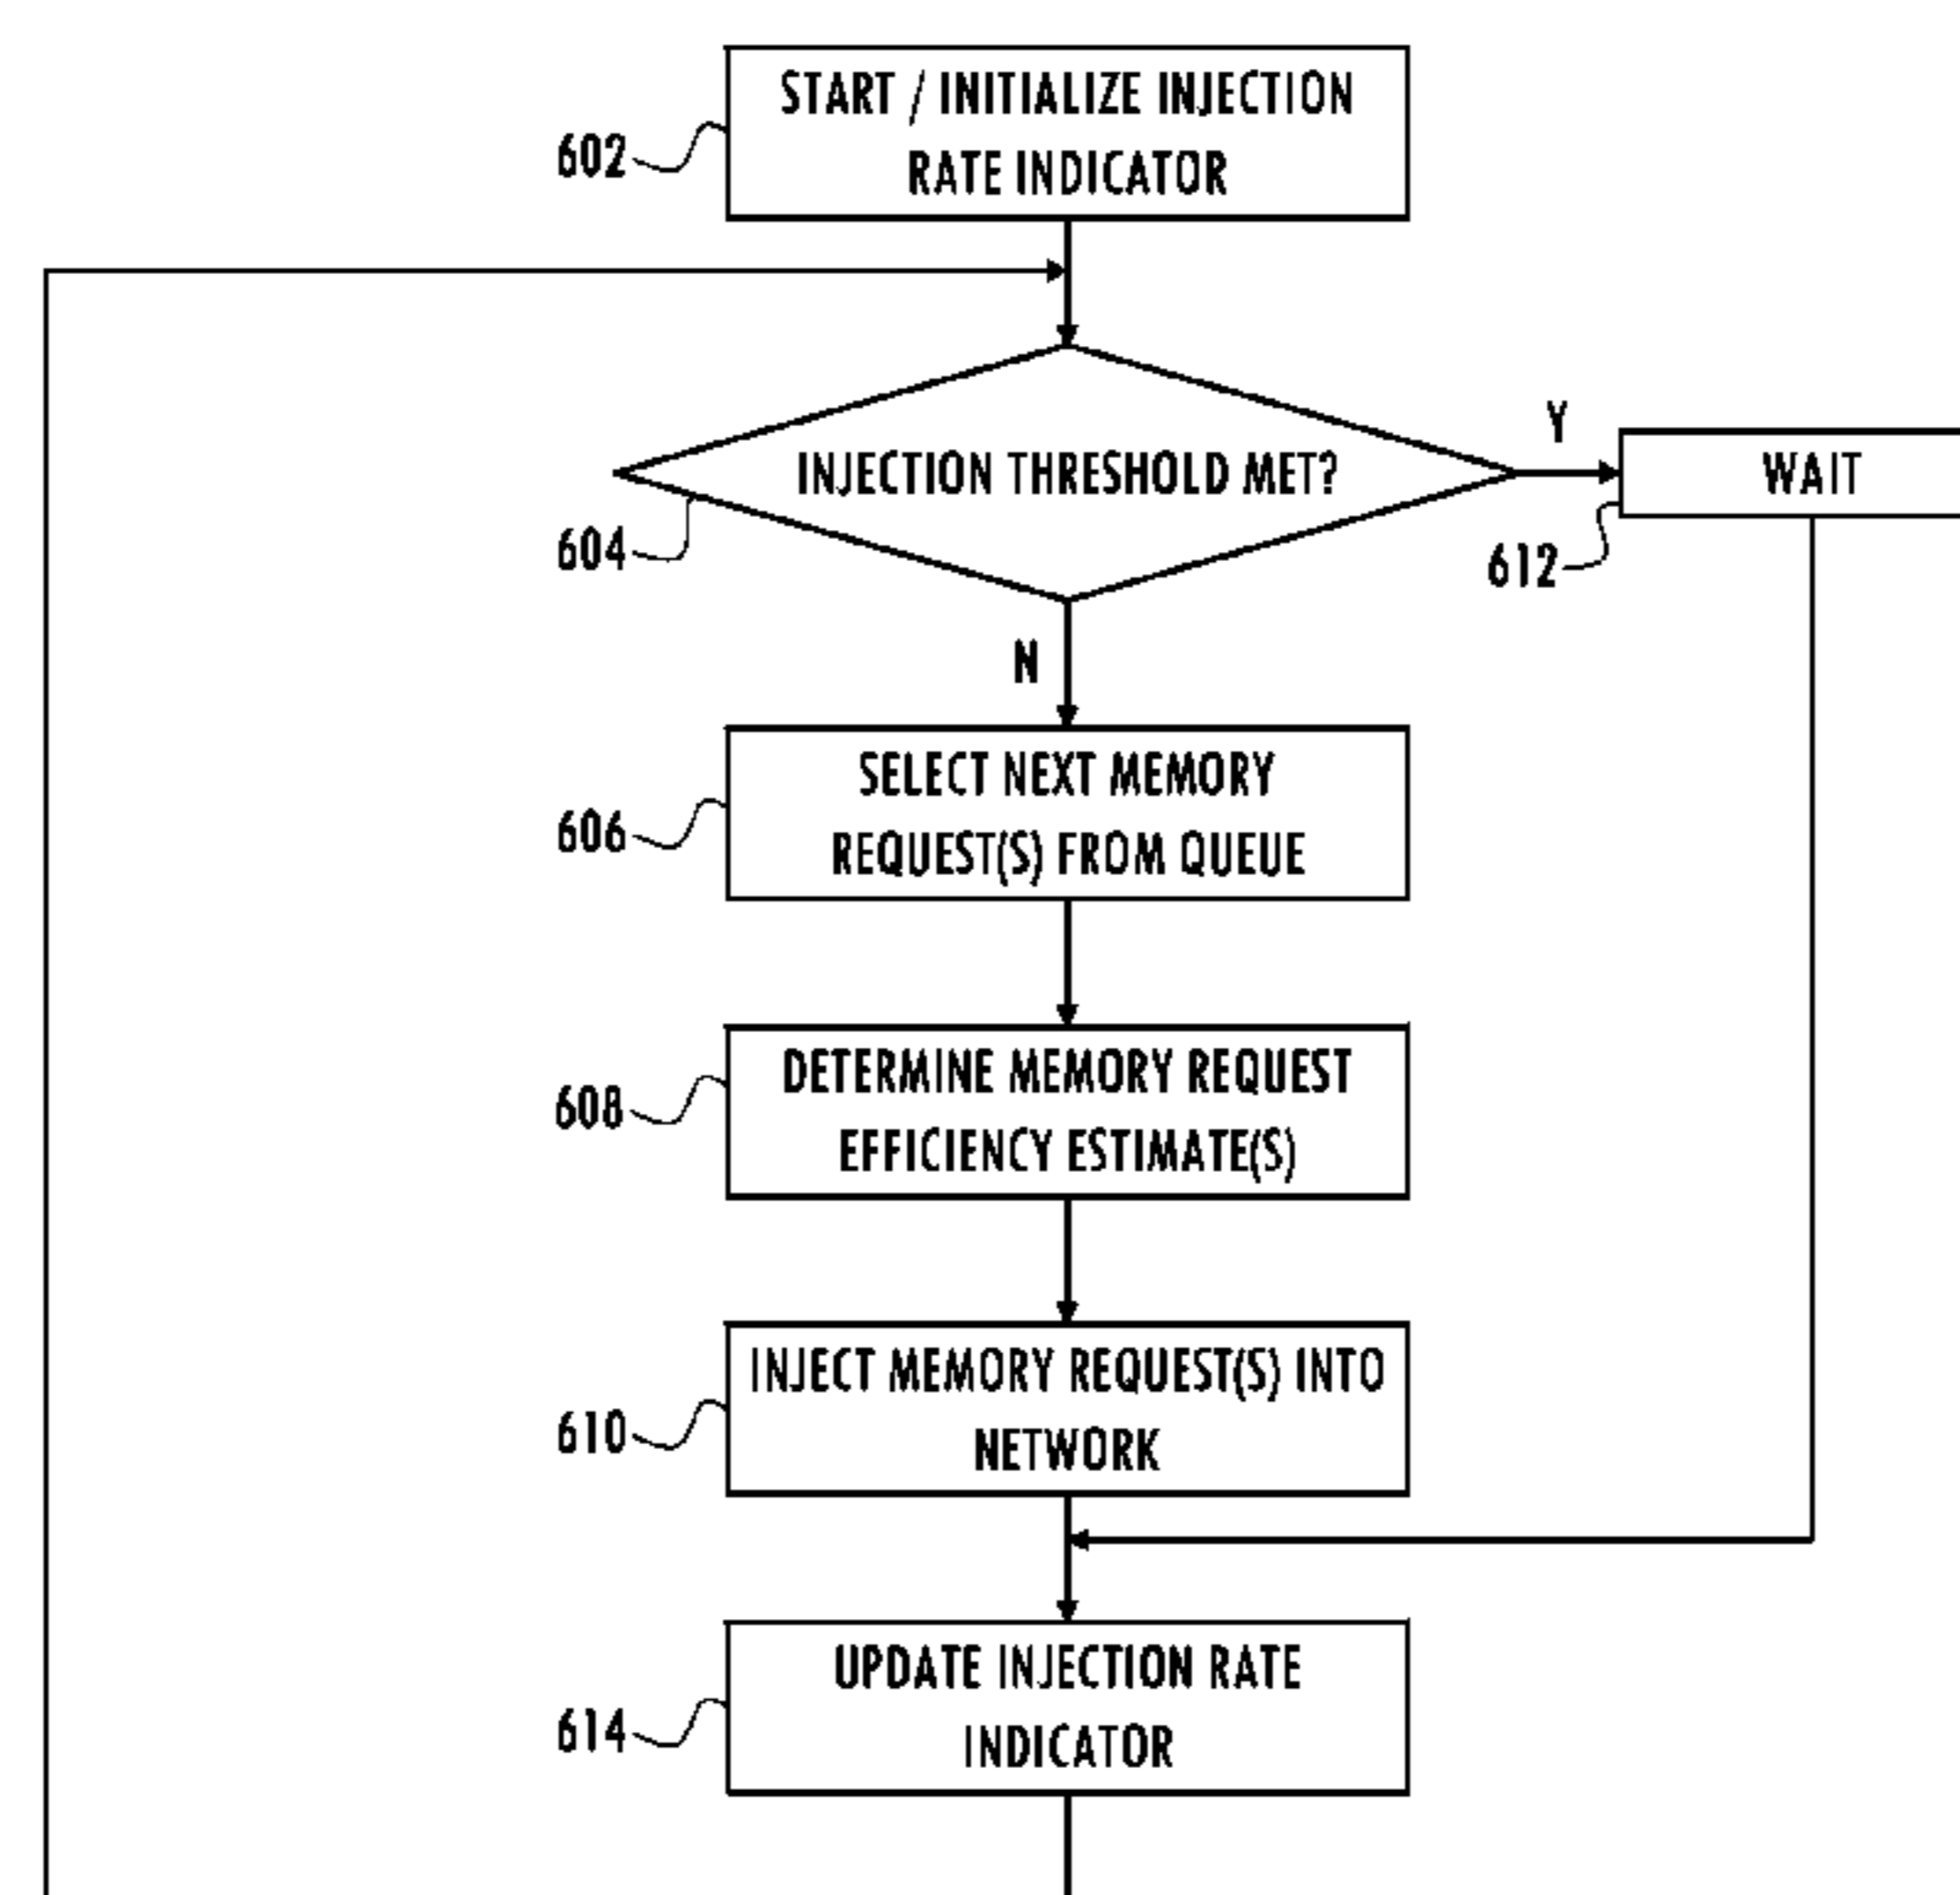 START / INITIALIZE INJECTION
RATE INDICATOR
602
INJECTION THRESHOLD MET?
604
Y
WAIT
612
N
SELECT NEXT MEMORY
REQUEST(S) FROM QUEUE
606
DETERMINE MEMORY REQUEST
EFFICIENCY ESTIMATE(S)
608
INJECT MEMORY REQUEST(S) INTO
NETWORK
610
UPDATE INJECTION RATE
INDICATOR
614